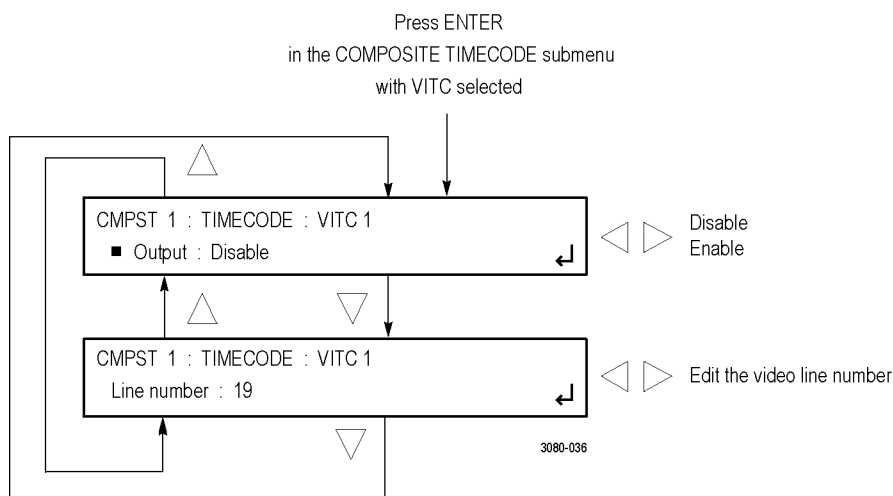 Press ENTER
in the COMPOSITE TIMECODE submenu
with VITC selected
CMPST 1 : TIMECODE : VITC 1
■ Output : Disable
Disable
Enable
CMPST 1 : TIMECODE : VITC 1
Line number : 19
Edit the video line number
3080-036